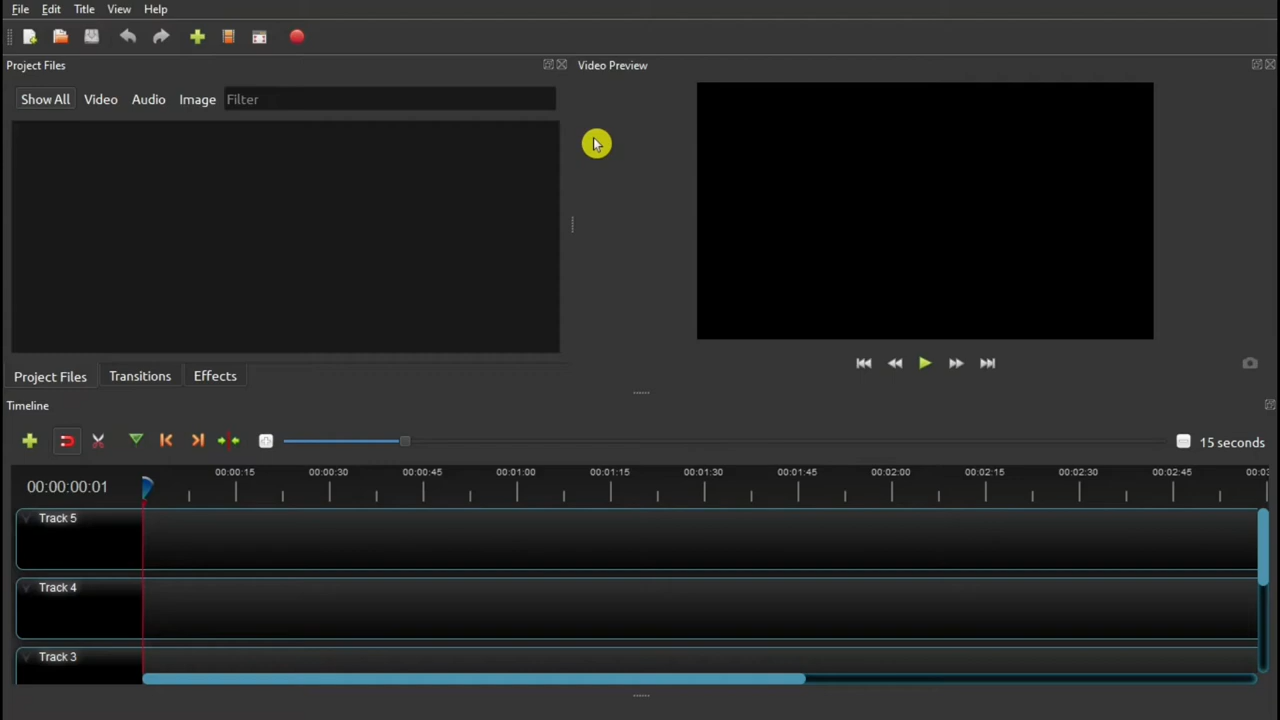 File Edit Title View Help
Project Files
Video Preview
Show All Video Audio Image Filter
Project Files Transitions Effects
Timeline
15 seconds
00:00:00:01
00:00:15 00:00:30 00:00:45 00:01:00 00:01:15 00:01:30 00:01:45 00:02:00 00:02:15 00:02:30 00:02:45
Track 5
Track 4
Track 3